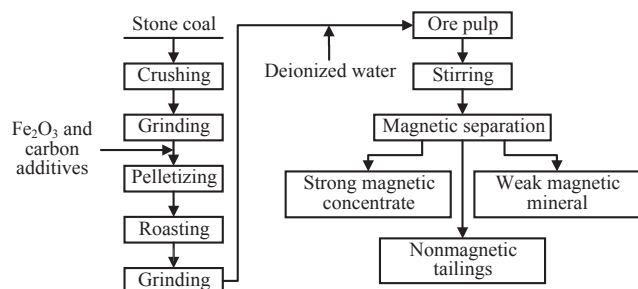 Stone coal
Crushing
Grinding
Fe₂O₃ and
carbon
additives
Pelletizing
Roasting
Grinding
Deionized water
Ore pulp
Stirring
Magnetic separation
Strong magnetic
concentrate
Weak magnetic
mineral
Nonmagnetic
tailings